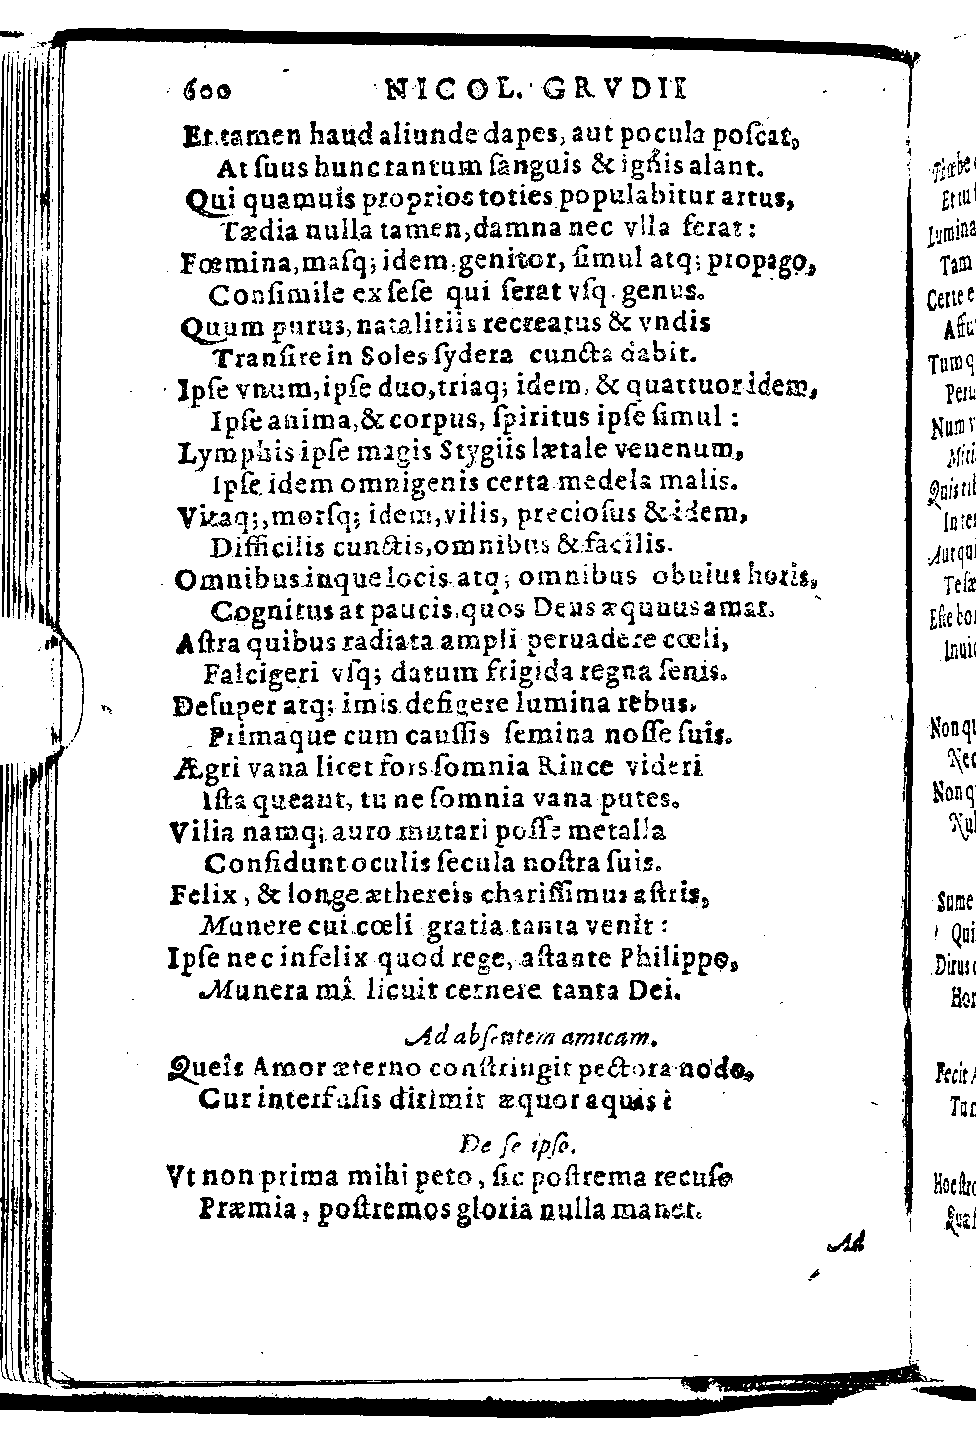 600 NICOL. GRVDII
Et tamen haud aliunde dapes, aut pocula poſcat,
At ſuus hunc tantum ſanguis & ignis alant.
Qui quamuis proprios toties populabitur artus,
Tædia nulla tamen, damna nec vlla ferat:
Fœmina, maſq; idem, genitor, ſimul atq; propago,
Conſimile ex ſeſe qui ſerat vſq. genus.
Quum purus, natalitiis recreatus & vndis
Tranſire in Soles ſydera cuncta dabit.
Ipſe vnum, ipſe duo, triaq; idem, & quattuor idem,
Ipſe anima, & corpus, ſpiritus ipſe ſimul:
Lymphis ipſe magis Stygiis lætale venenum,
Ipſe idem omnigenis certa medela malis.
Vitaq;, morſq; idem, vilis, precioſus & idem,
Difficilis cunctis, omnibus & facilis.
Omnibus inque locis atq; omnibus obuius horis,
Cognitus at paucis, quos Deus æquus amat.
Aſtra quibus radiata ampli peruadere cœli,
Falcigeri vſq; datum frigida regna ſenis.
Deſuper atq; imis defigere lumina rebus,
Primaque cum cauſſis ſemina noſſe ſuis.
Ægri vana licet fors ſomnia Rince videri
Iſta queant, tu ne ſomnia vana putes.
Vilia namq; auro mutari poſſe metalla
Confidunt oculis ſecula noſtra ſuis.
Felix, & longe æthereis chariſſimus aſtris,
Munere cui cœli gratia tanta venit:
Ipſe nec infelix quod rege, aſtante Philippo,
Munera mî licuit cernere tanta Dei.
Ad abſentem amicam.
Queis Amor æterno conſtringit pectora nodo,
Cur interfuſis dirimit æquor aquis?
De ſe ipſo.
Vt non prima mihi peto, ſic poſtrema recuſo
Præmia, poſtremos gloria nulla manet.
Ad